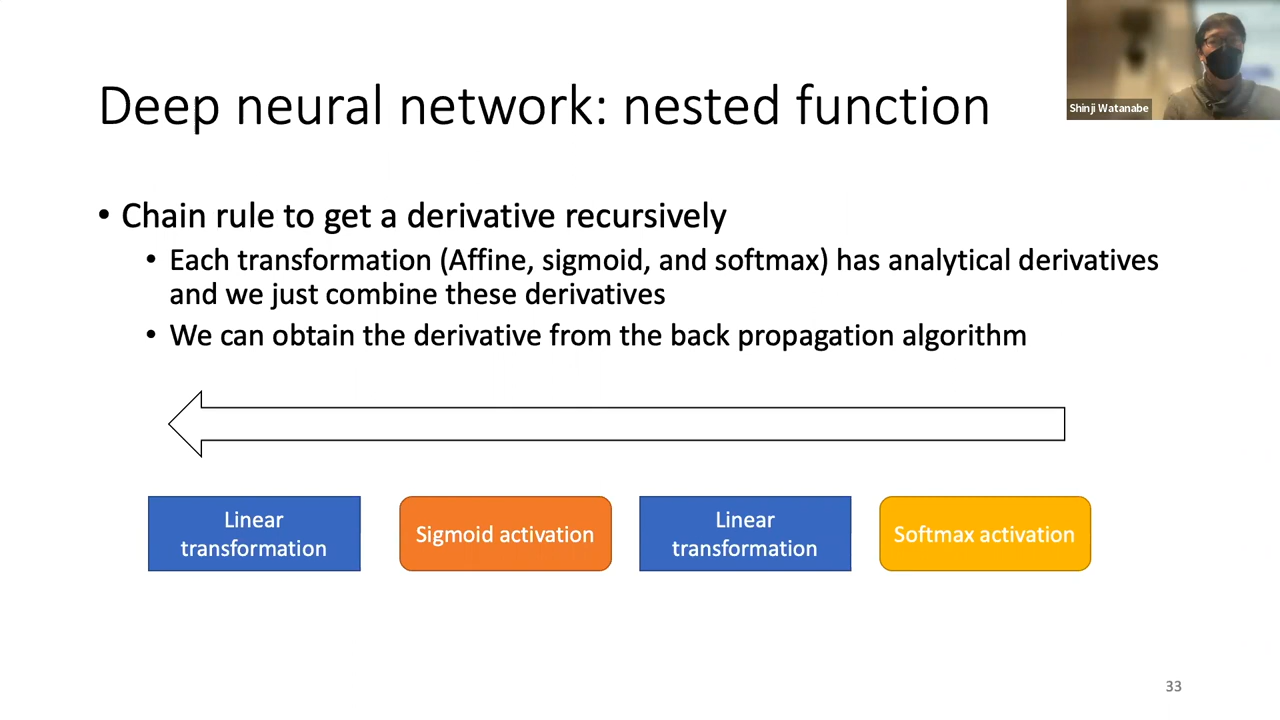 Shinji Watanabe
Deep neural network: nested function
• Chain rule to get a derivative recursively
• Each transformation (Affine, sigmoid, and softmax) has analytical derivatives
and we just combine these derivatives
• We can obtain the derivative from the back propagation algorithm
Linear
transformation
Sigmoid activation
Linear
transformation
Softmax activation
33